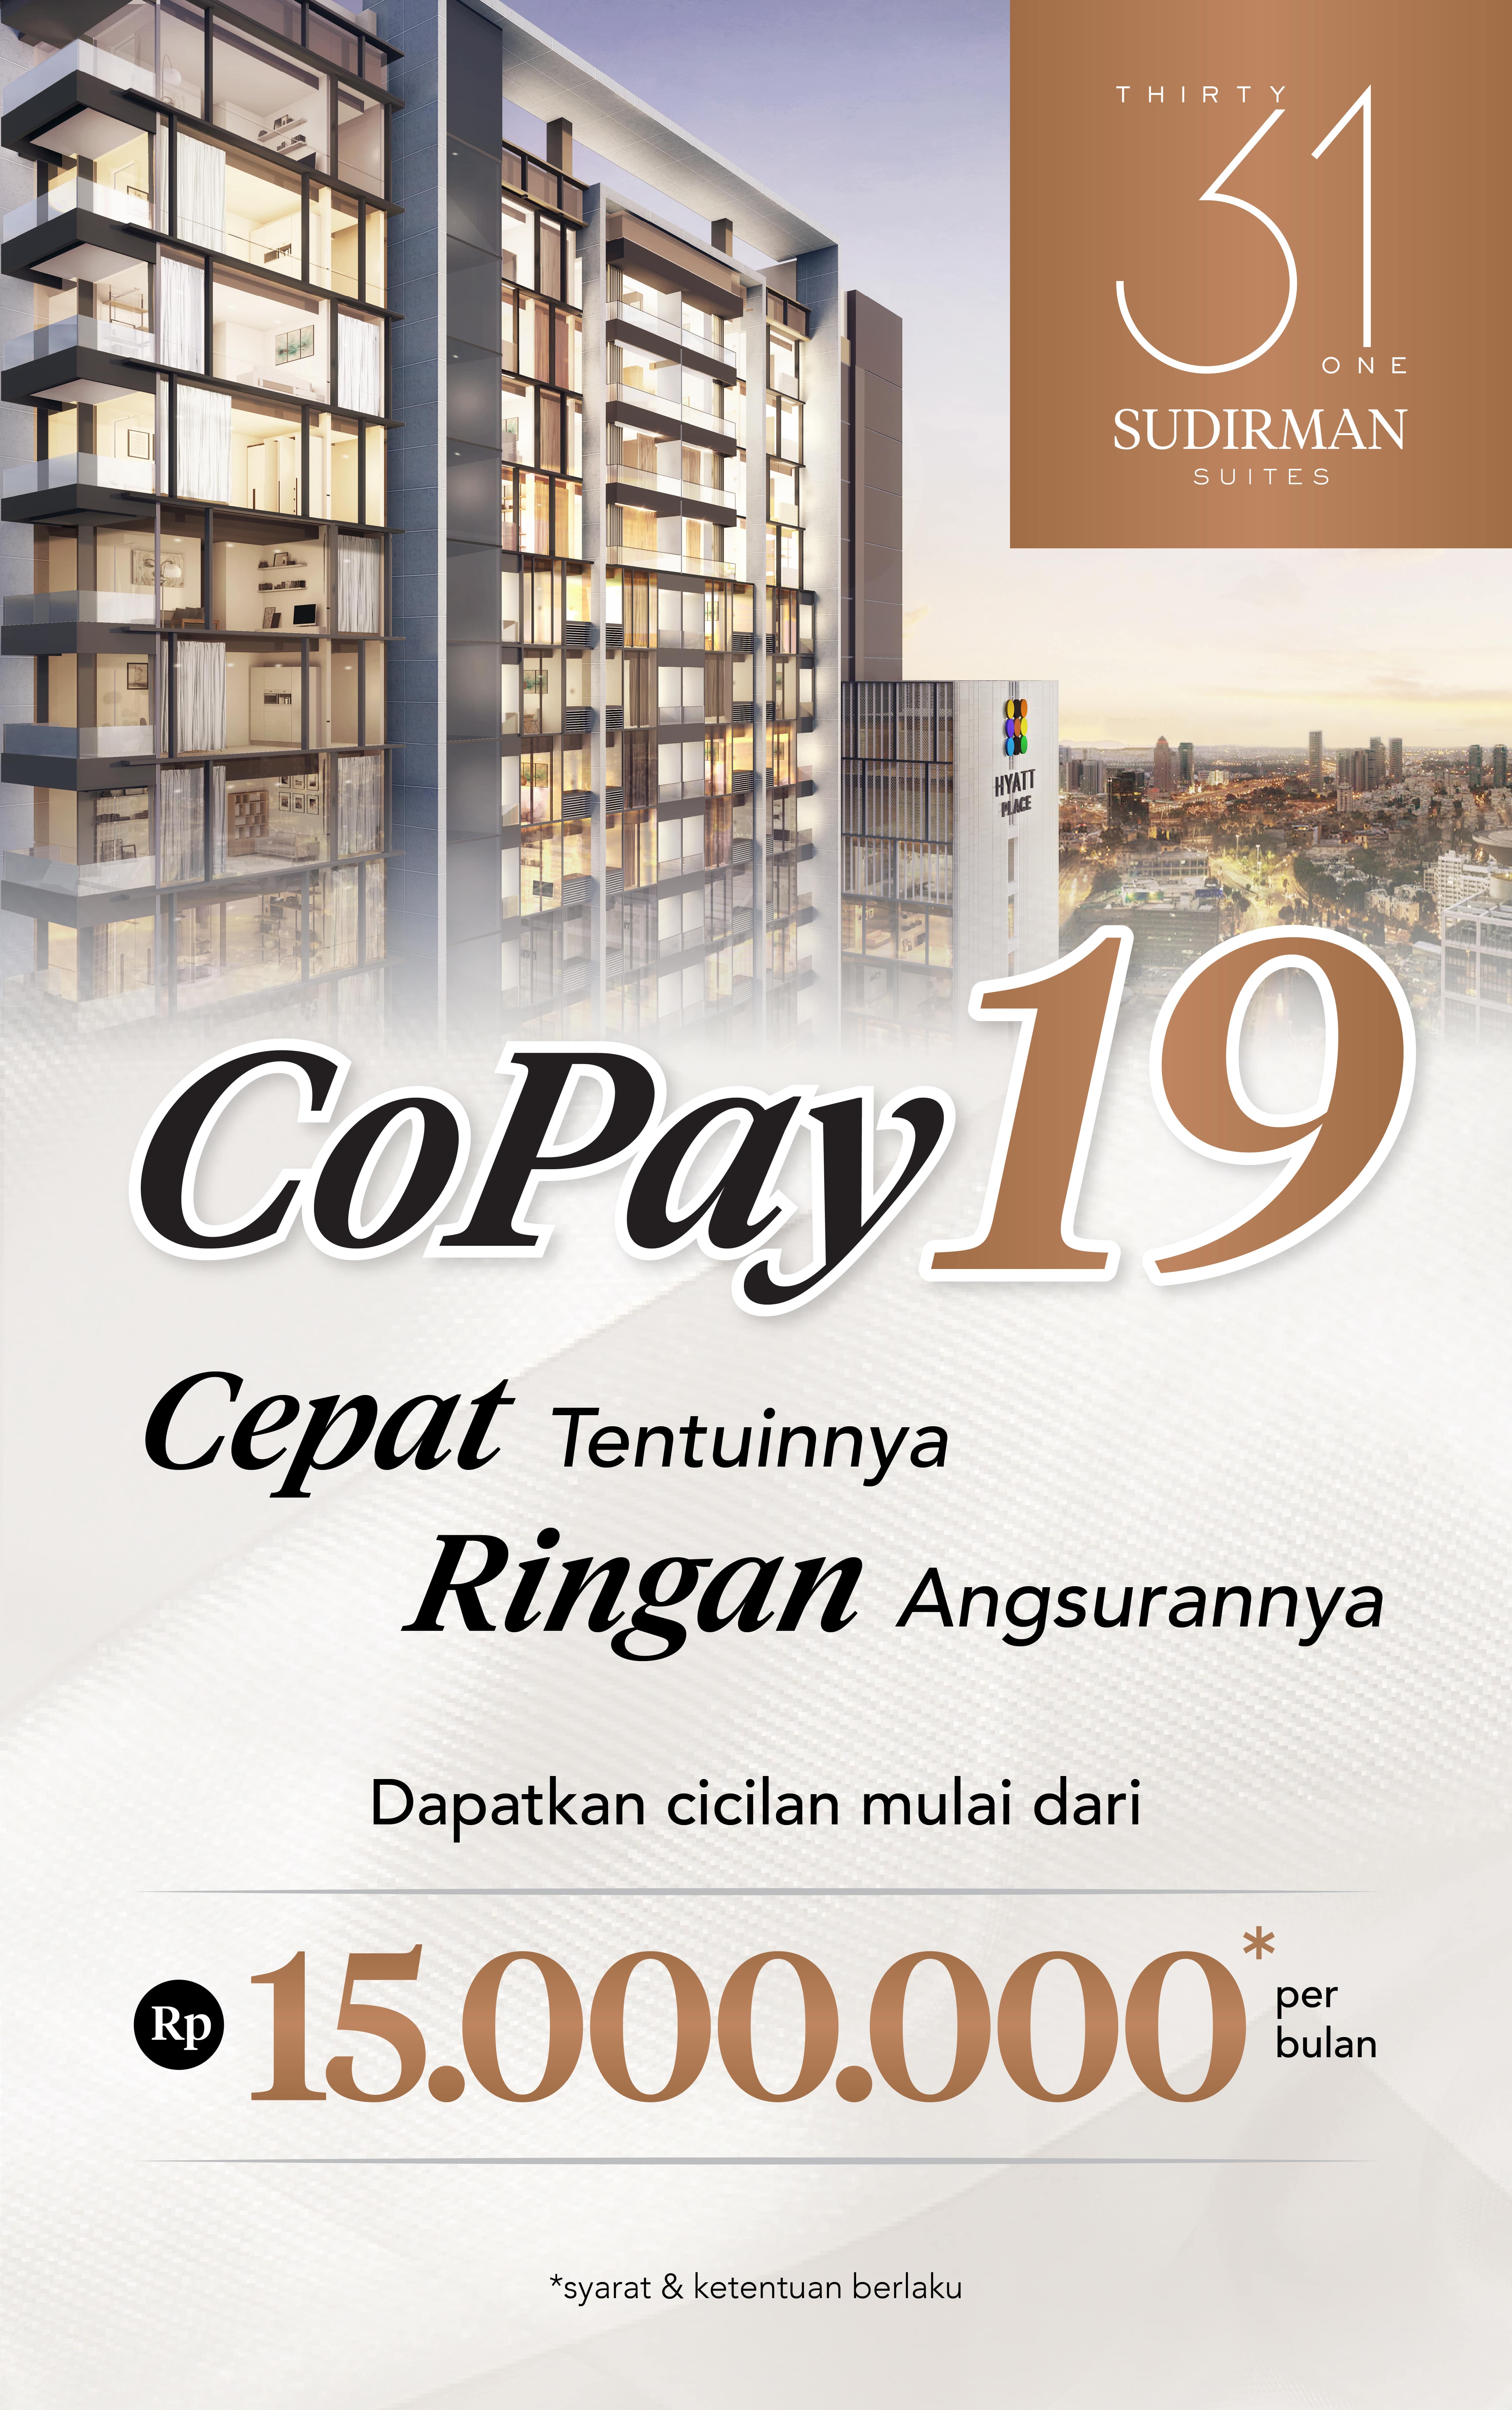 THIRTY
31
ONE
SUDIRMAN
SUITES
HYATT
PLACE
CoPay19
Cepat Tentuinnya
Ringan Angsurannya
Dapatkan cicilan mulai dari
Rp 15.000.000*
per
bulan
*syarat & ketentuan berlaku